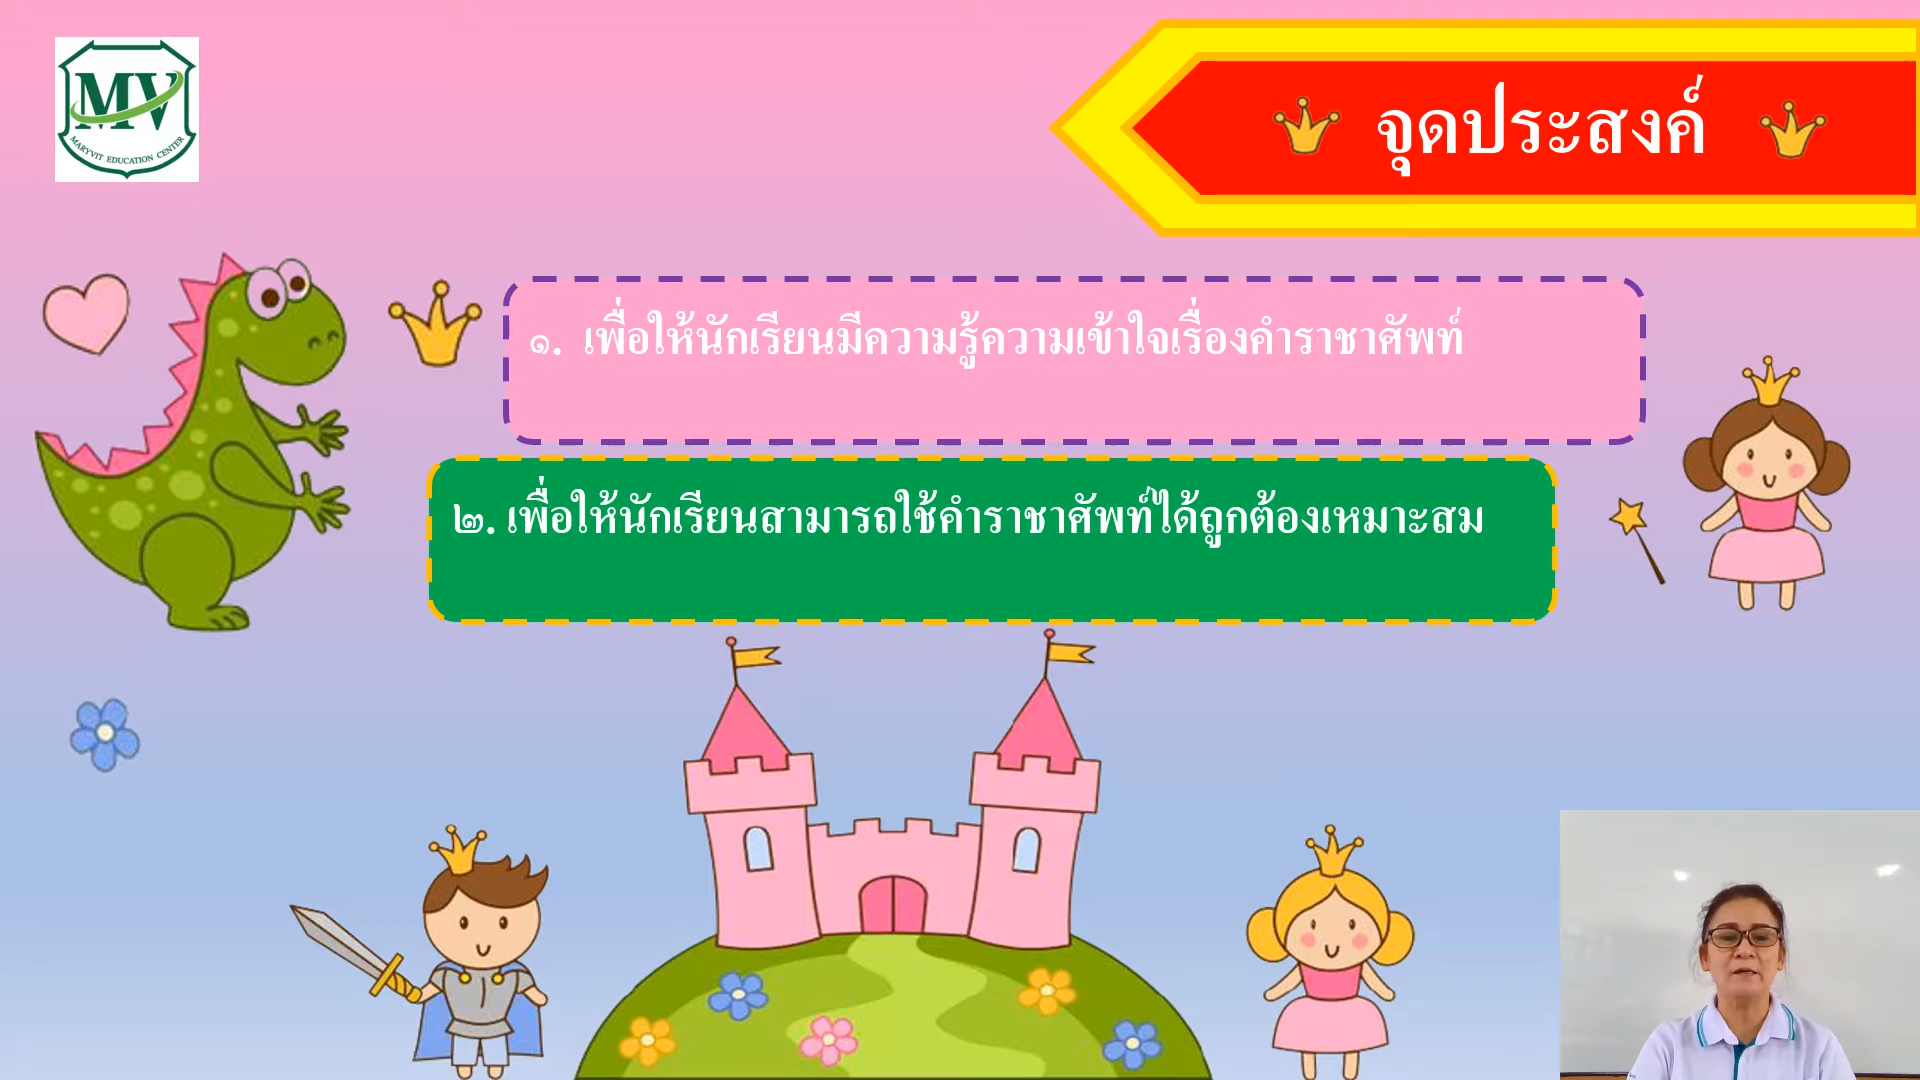 MV
MARYVIT EDUCATION CENTER
จุดประสงค์
๑. เพื่อให้นักเรียนมีความรู้ความเข้าใจเรื่องคำราชาศัพท์
๒. เพื่อให้นักเรียนสามารถใช้คำราชาศัพท์ได้ถูกต้องเหมาะสม